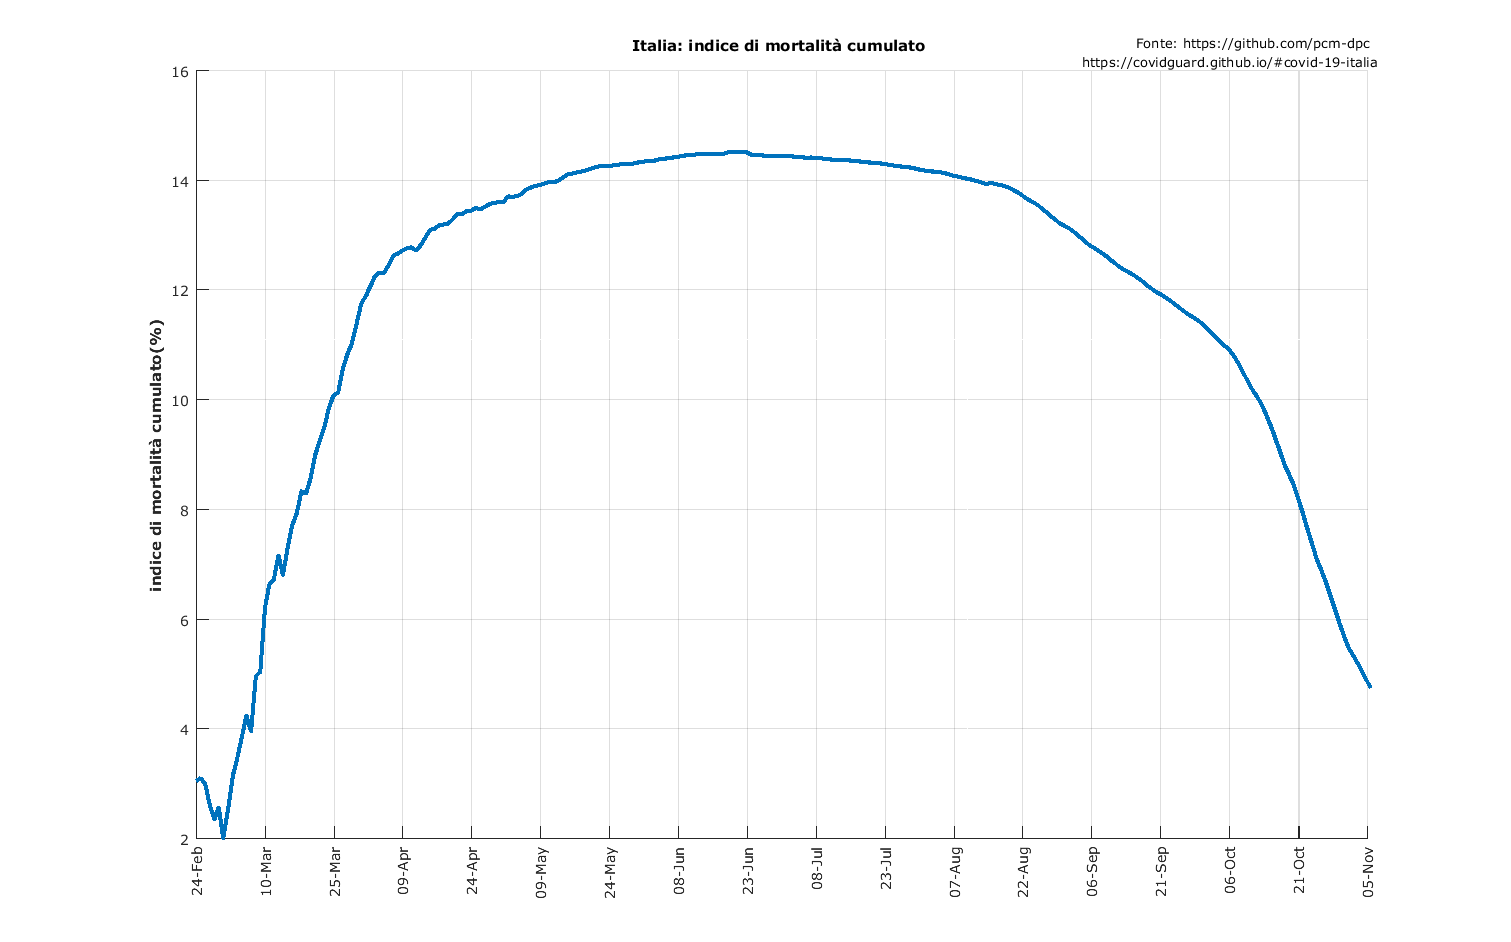 Italia: indice di mortalità cumulato
Fonte: https://github.com/pcm-dpc
https://covidguard.github.io/#covid-19-italia
indice di mortalità cumulato(%)
16
14
12
10
8
6
4
2
24-Feb
10-Mar
25-Mar
09-Apr
24-Apr
09-May
24-May
08-Jun
23-Jun
08-Jul
23-Jul
07-Aug
22-Aug
06-Sep
21-Sep
06-Oct
21-Oct
05-Nov